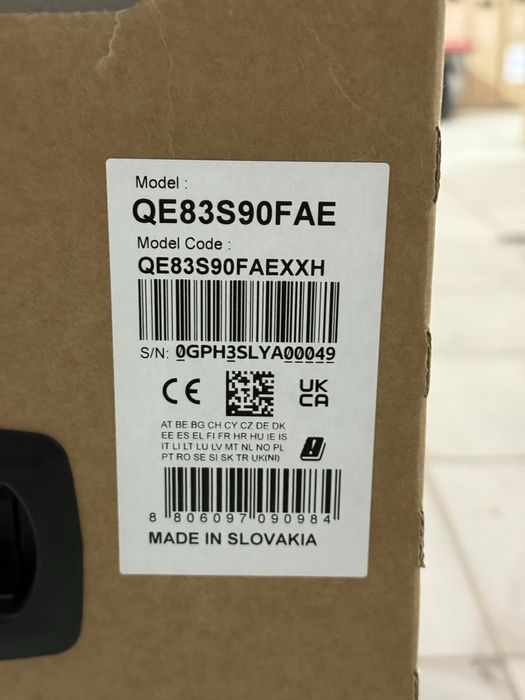 Model :
QE83S90FAE
Model Code :
QE83S90FAEXXH
S/N: 0GPH3SLYA00049
CE
UK
CA
AT BE BG CH CY CZ DE DK
EE ES EL FI FR HR HU IE IS
IT LI LT LU LV MT NL NO PL
PT RO SE SI SK TR UK(NI)
8 806097 090984
MADE IN SLOVAKIA